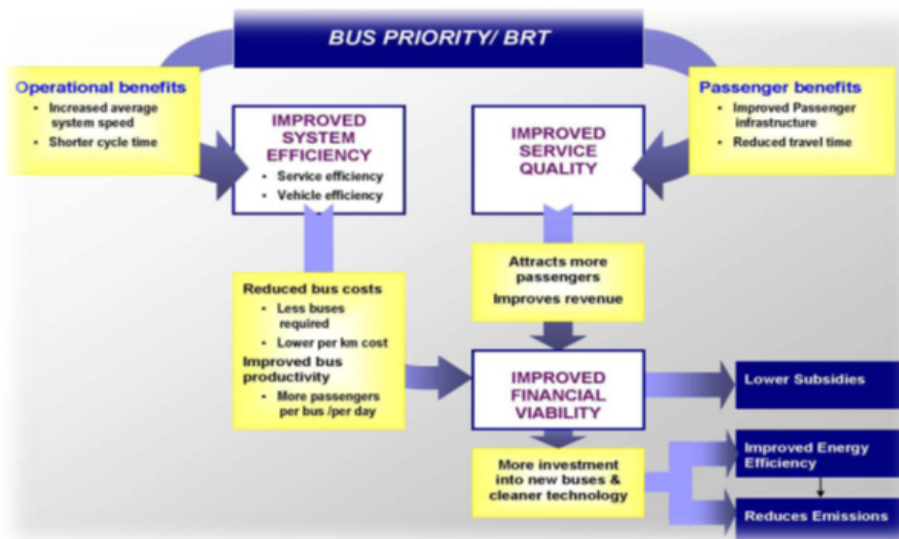 BUS PRIORITY/ BRT
Operational benefits
• Increased average
system speed
• Shorter cycle time
IMPROVED
SYSTEM
EFFICIENCY
• Service efficiency
• Vehicle efficiency
IMPROVED
SERVICE
QUALITY
Passenger benefits
• Improved Passenger
infrastructure
• Reduced travel time
Reduced bus costs
• Less buses
required
• Lower per km cost
Improved bus
productivity
• More passengers
per bus /per day
Attracts more
passengers
Improves revenue
IMPROVED
FINANCIAL
VIABILITY
Lower Subsidies
More investment
into new buses &
cleaner technology
Improved Energy
Efficiency
Reduces Emissions